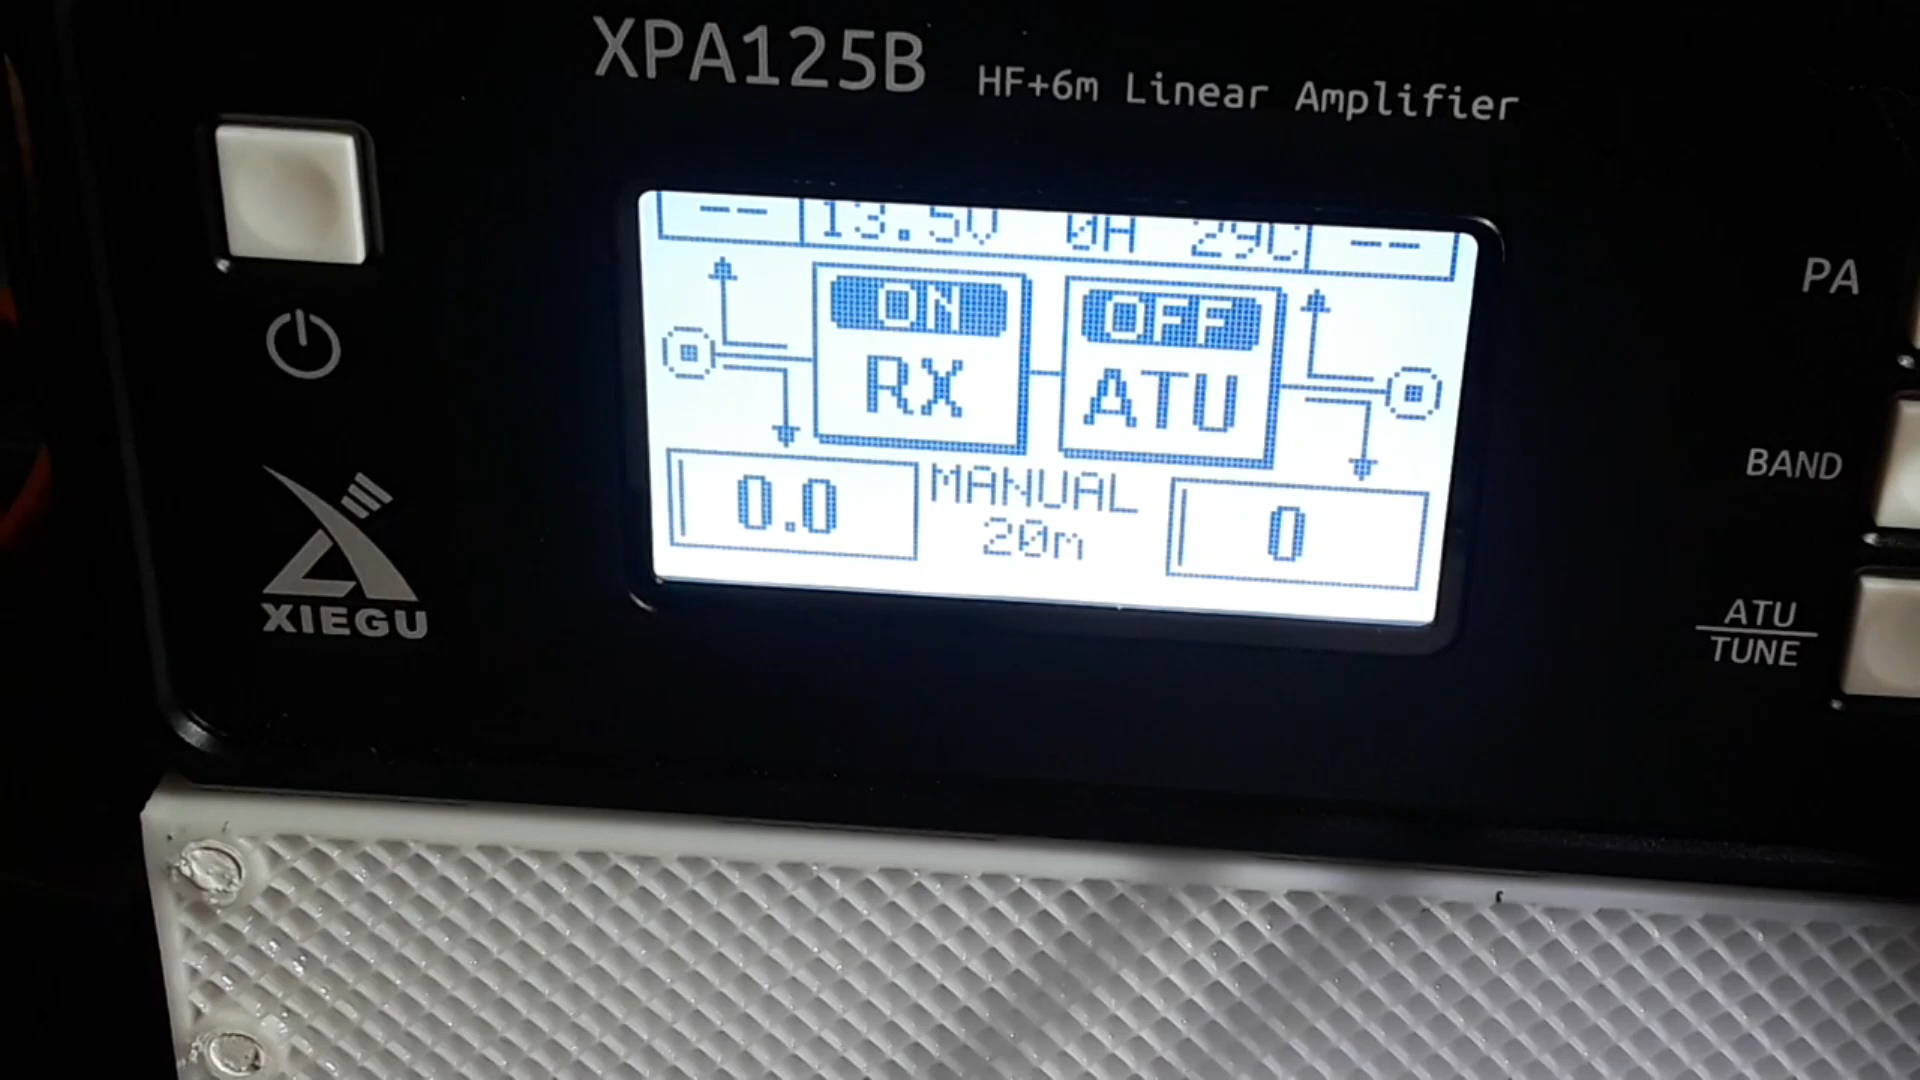 XPA125B HF+6m Linear Amplifier
-- 13.5V 0H 29C --
ON OFF
RX ATU
0.0 MANUAL 0
20m
PA
BAND
ATU
TUNE
XIEGU